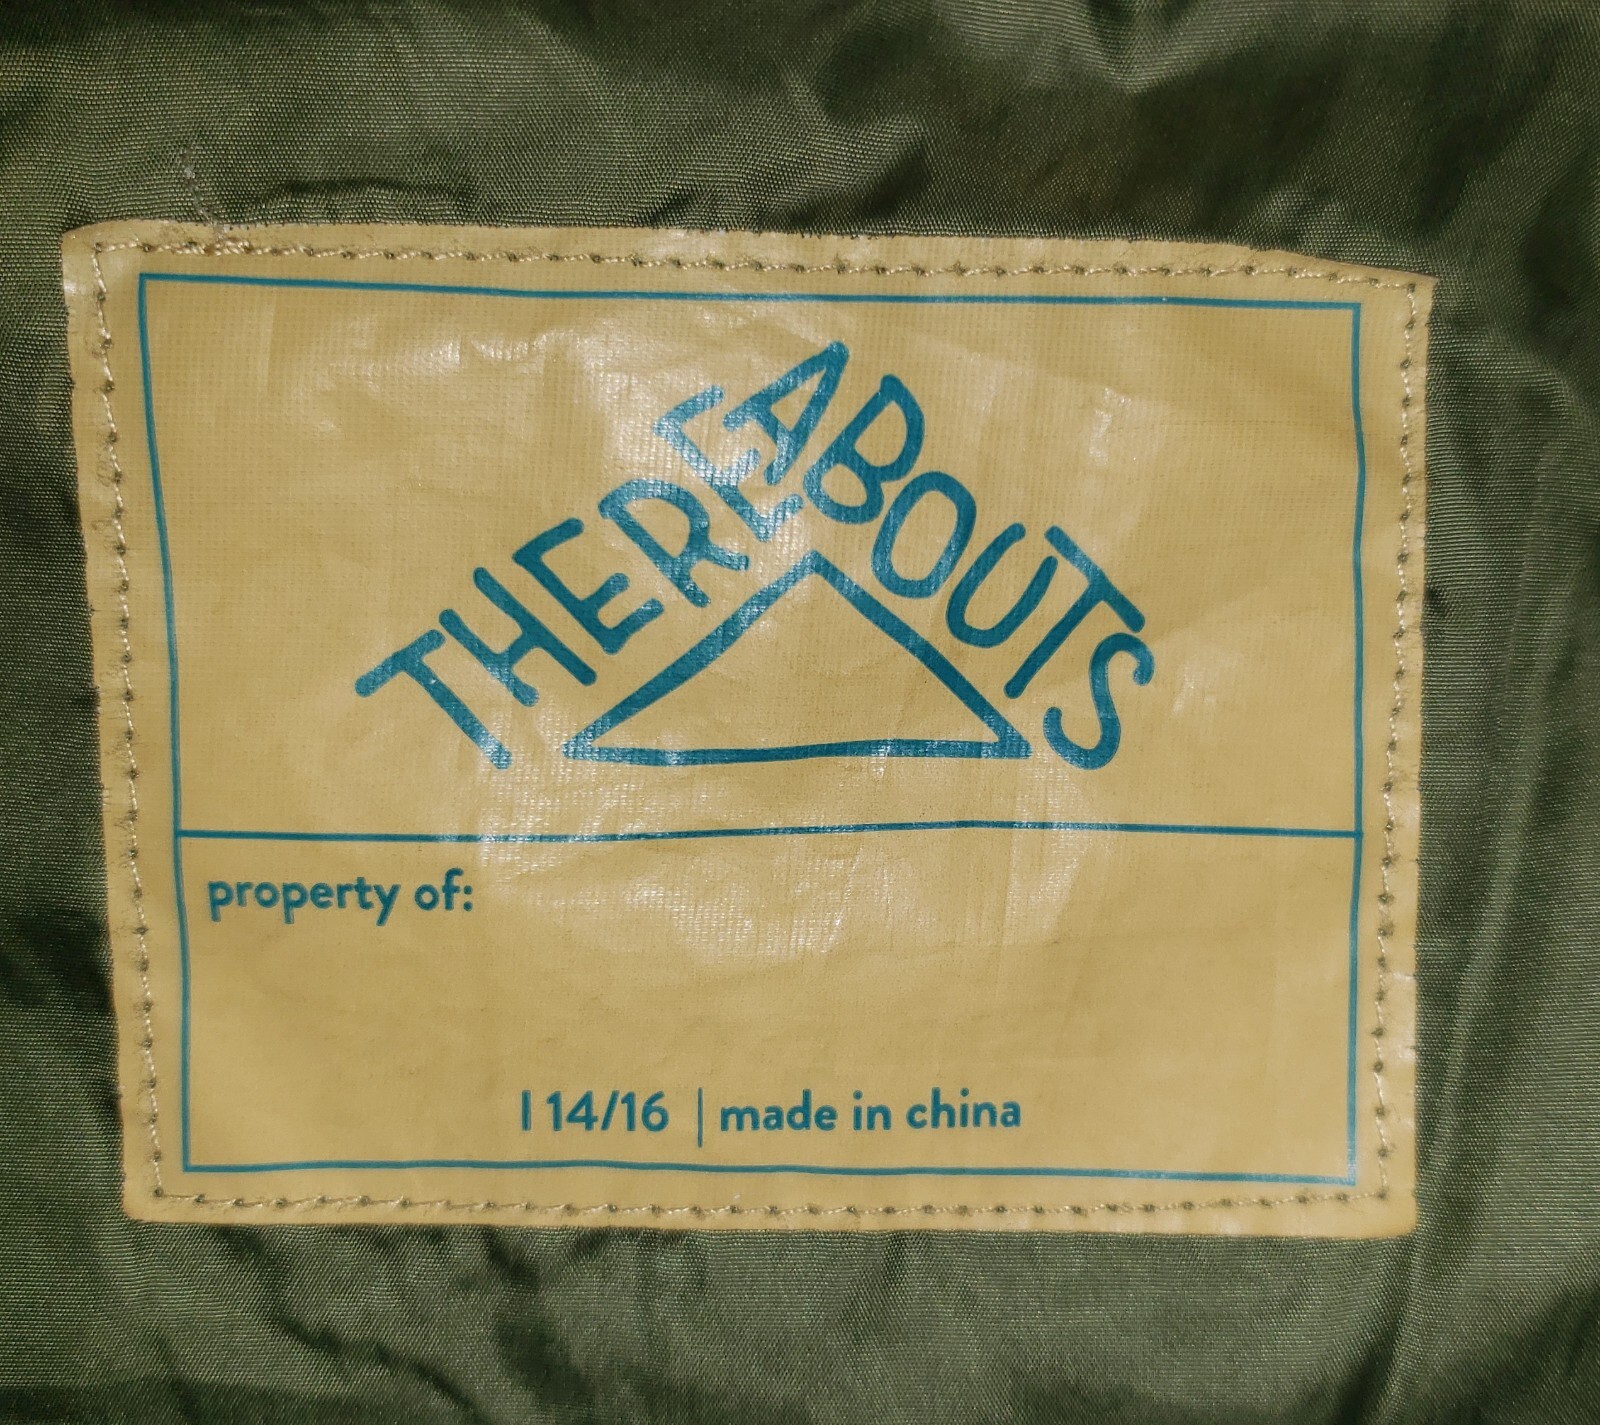 THEREABOUTS
property of:
l 14/16 | made in china